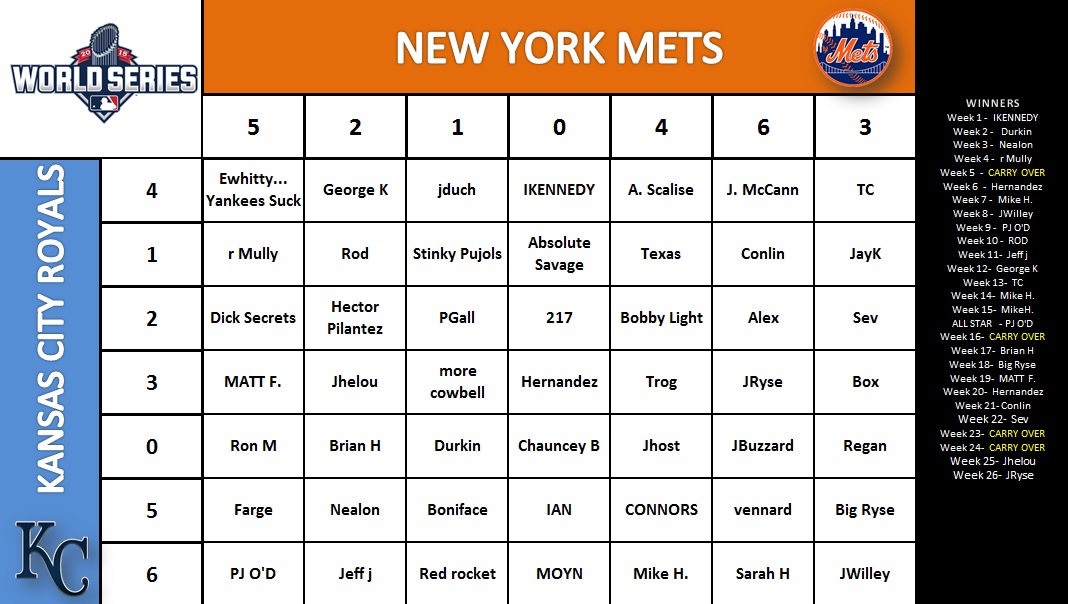 2015
WORLD SERIES
NEW YORK METS
Mets
5 2 1 0 4 6 3
KANSAS CITY ROYALS
KC
4 Ewhitty... Yankees Suck George K jduch IKENNEDY A. Scalise J. McCann TC
1 r Mully Rod Stinky Pujols Absolute Savage Texas Conlin JayK
2 Dick Secrets Hector Pilantez PGall 217 Bobby Light Alex Sev
3 MATT F. Jhelou more cowbell Hernandez Trog JRyse Box
0 Ron M Brian H Durkin Chauncey B Jhost JBuzzard Regan
5 Farge Nealon Boniface IAN CONNORS vennard Big Ryse
6 PJ O'D Jeff j Red rocket MOYN Mike H. Sarah H JWilley
WINNERS
Week 1 - IKENNEDY
Week 2 - Durkin
Week 3 - Nealon
Week 4 - r Mully
Week 5 - CARRY OVER
Week 6 - Hernandez
Week 7 - Mike H.
Week 8 - JWilley
Week 9 - PJ O'D
Week 10 - ROD
Week 11- Jeff j
Week 12- George K
Week 13- TC
Week 14- Mike H.
Week 15- MikeH.
ALL STAR - PJ O'D
Week 16- CARRY OVER
Week 17- Brian H
Week 18- Big Ryse
Week 19- MATT F.
Week 20- Hernandez
Week 21- Conlin
Week 22- Sev
Week 23- CARRY OVER
Week 24- CARRY OVER
Week 25- Jhelou
Week 26- JRyse